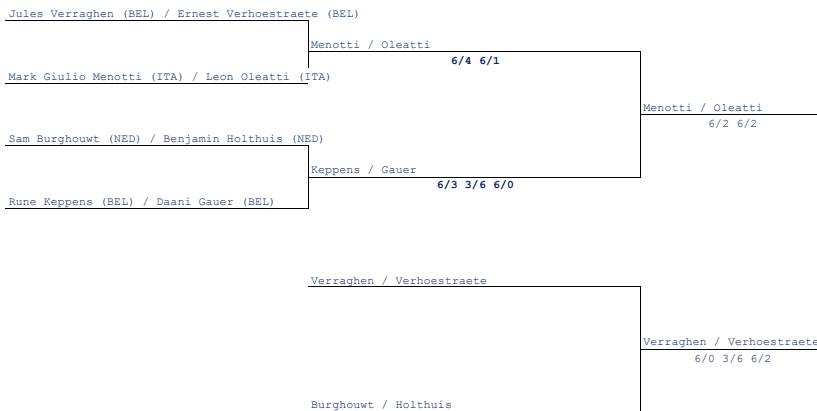 Jules Verraghen (BEL) / Ernest Verhoestraete (BEL)
Menotti / Oleatti
6/4 6/1
Mark Giulio Menotti (ITA) / Leon Oleatti (ITA)
Menotti / Oleatti
6/2 6/2
Sam Burghouwt (NED) / Benjamin Holthuis (NED)
Keppens / Gauer
6/3 3/6 6/0
Rune Keppens (BEL) / Daani Gauer (BEL)
Verraghen / Verhoestraete
Verraghen / Verhoestraete
6/0 3/6 6/2
Burghouwt / Holthuis